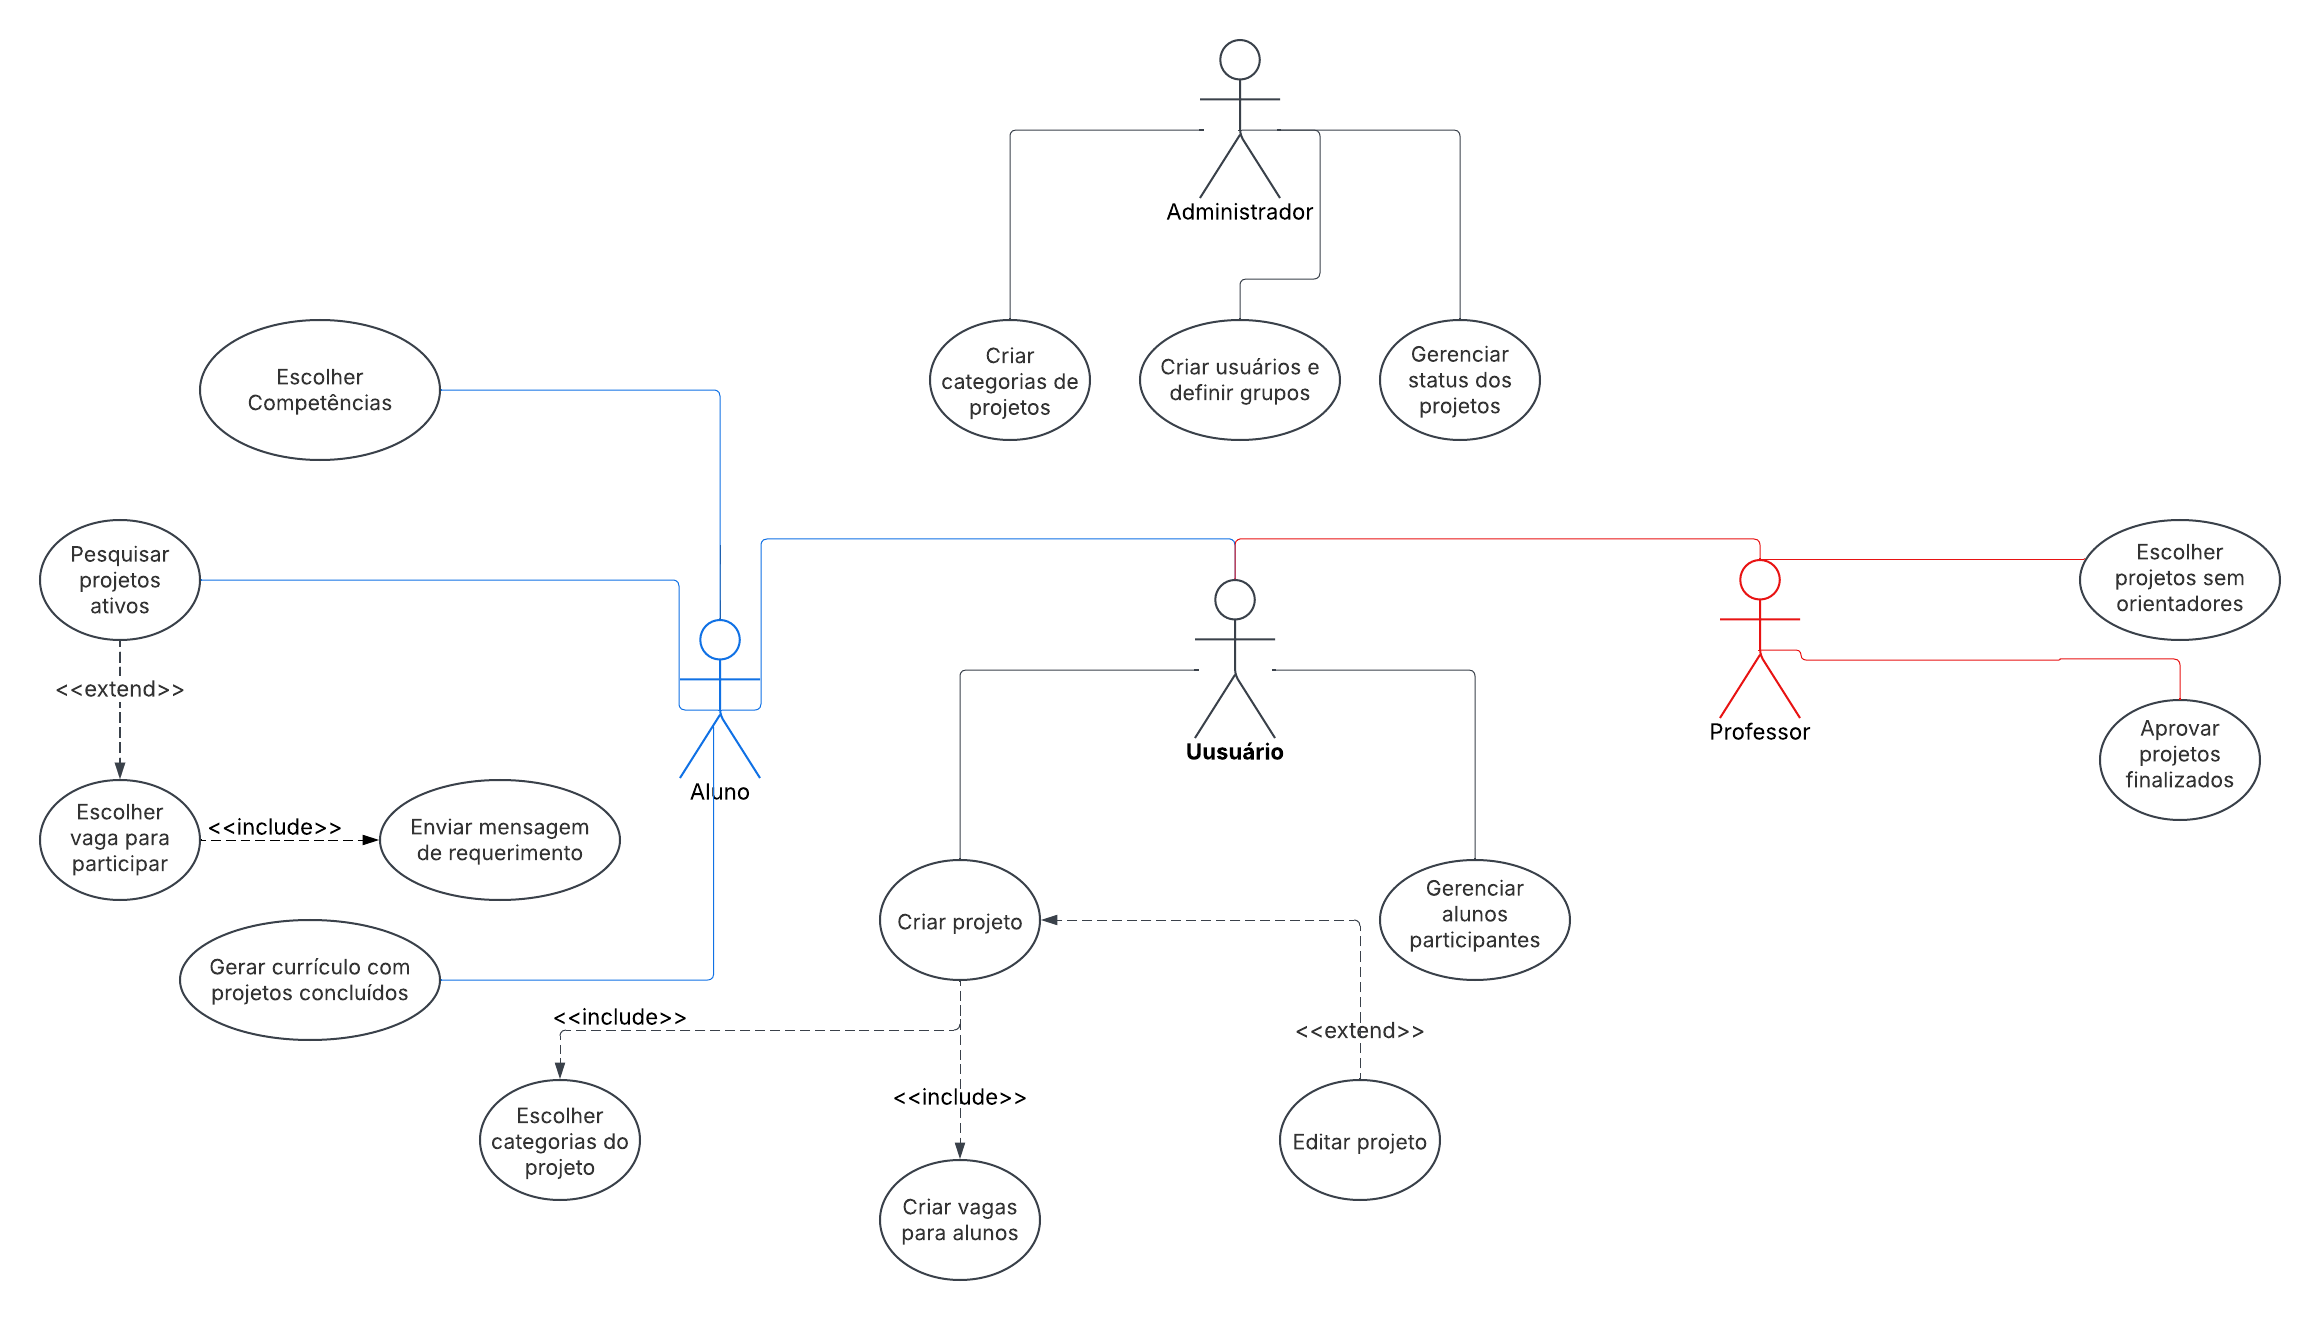 Administrador
Criar
categorias de
projetos
Criar usuários e
definir grupos
Gerenciar
status dos
projetos
Escolher
Competências
Pesquisar
projetos
ativos
<<extend>>
Escolher
vaga para
participar
<<include>>
Enviar mensagem
de requerimento
Gerar currículo com
projetos concluídos
Aluno
Uusuário
Professor
Escolher
projetos sem
orientadores
Aprovar
projetos
finalizados
Criar projeto
Gerenciar
alunos
participantes
<<include>>
<<extend>>
<<include>>
Escolher
categorias do
projeto
Editar projeto
Criar vagas
para alunos